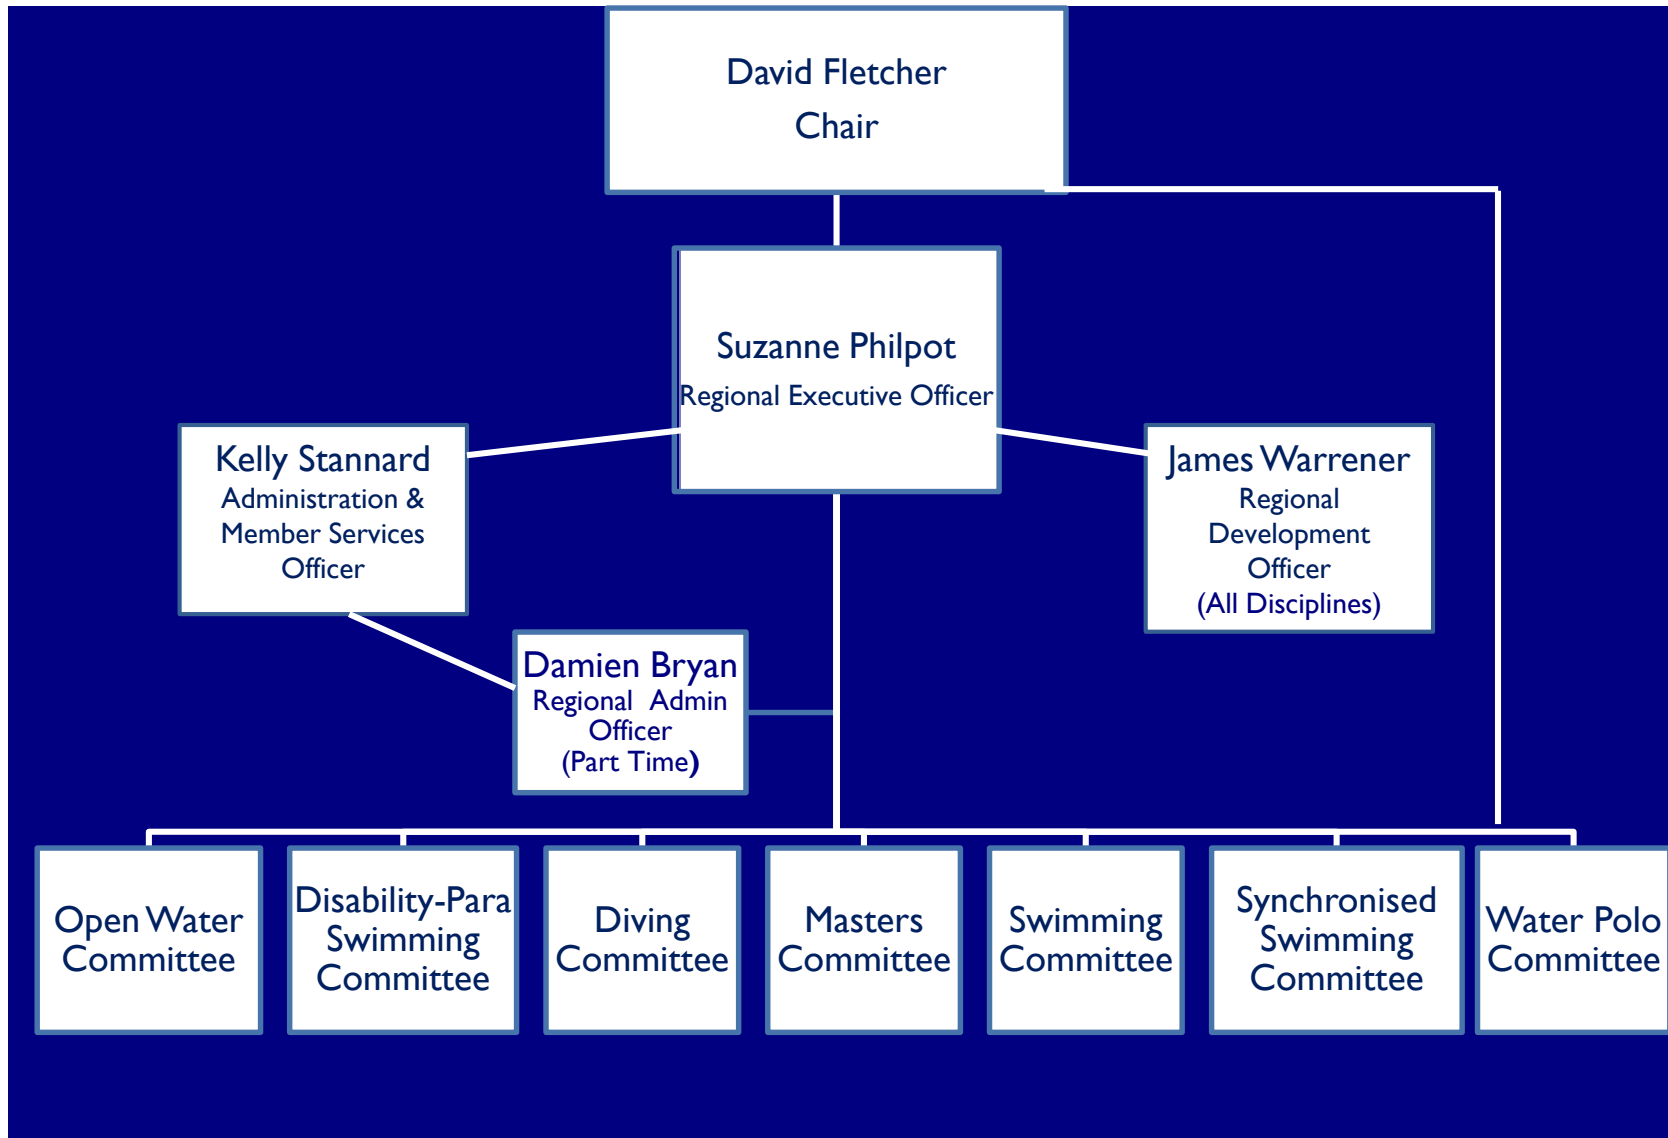 David Fletcher
Chair
Suzanne Philpot
Regional Executive Officer
Kelly Stannard
Administration &
Member Services
Officer
James Warrener
Regional
Development
Officer
(All Disciplines)
Damien Bryan
Regional Admin
Officer
(Part Time)
Open Water
Committee
Disability-Para
Swimming
Committee
Diving
Committee
Masters
Committee
Swimming
Committee
Synchronised
Swimming
Committee
Water Polo
Committee